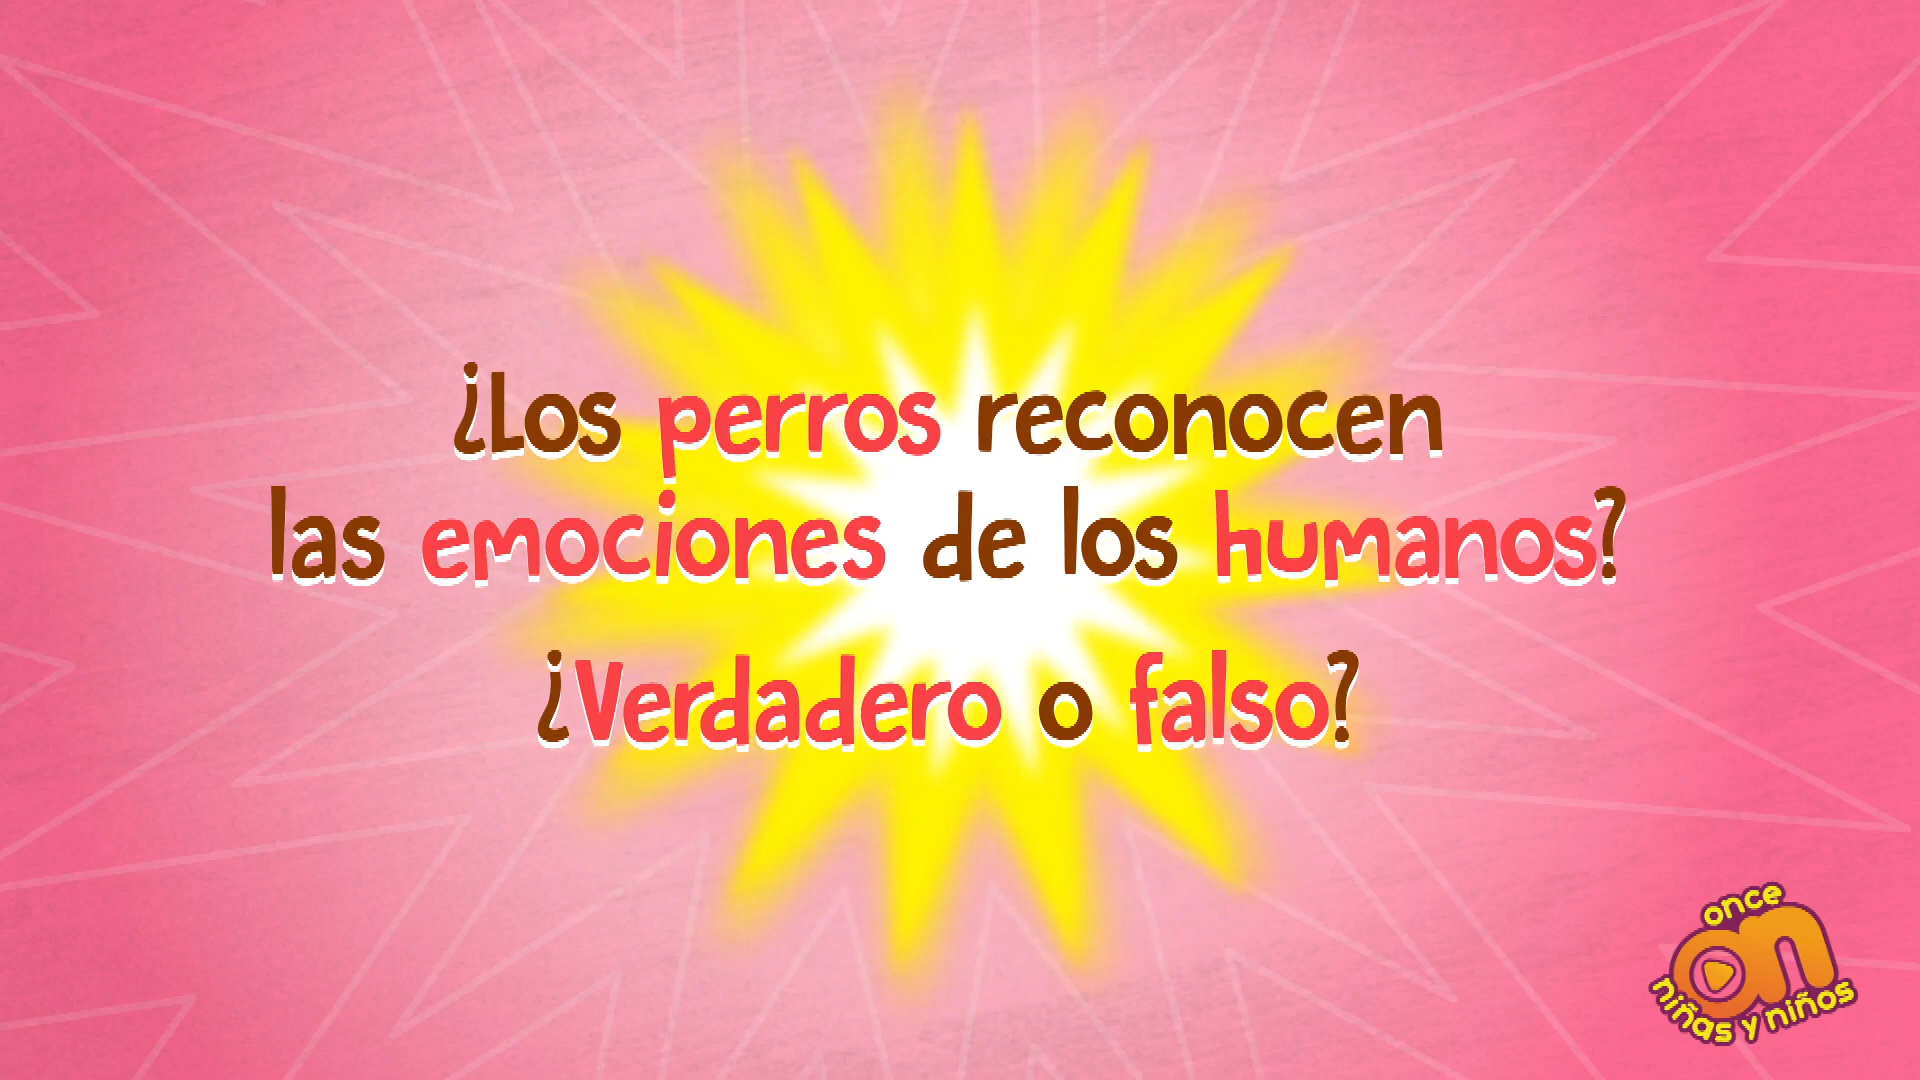 ¿Los perros reconocen
las emociones de los humanos?
¿Verdadero o falso?
once
on
niñas y niños